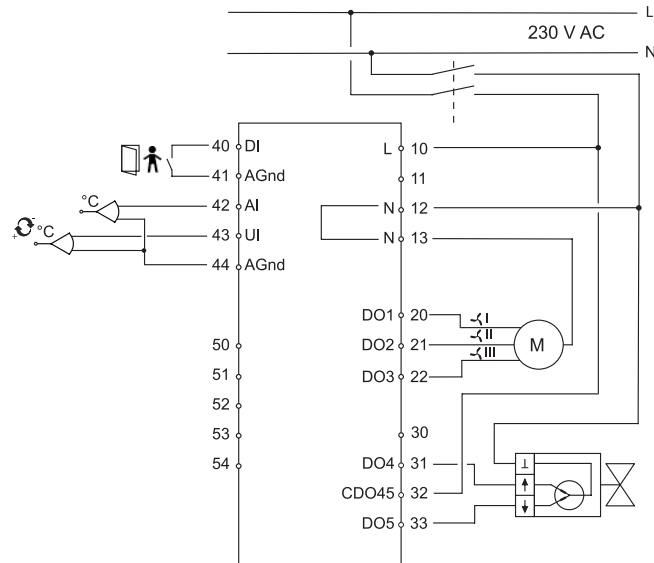 L
230 V AC
N
40 DI
L 10
41 AGnd
11
°C
42 AI
N 12
°C
43 UI
N 13
44 AGnd
DO1 20
I
50
DO2 21
II
M
51
DO3 22
III
52
53
30
54
DO4 31
CDO45 32
DO5 33